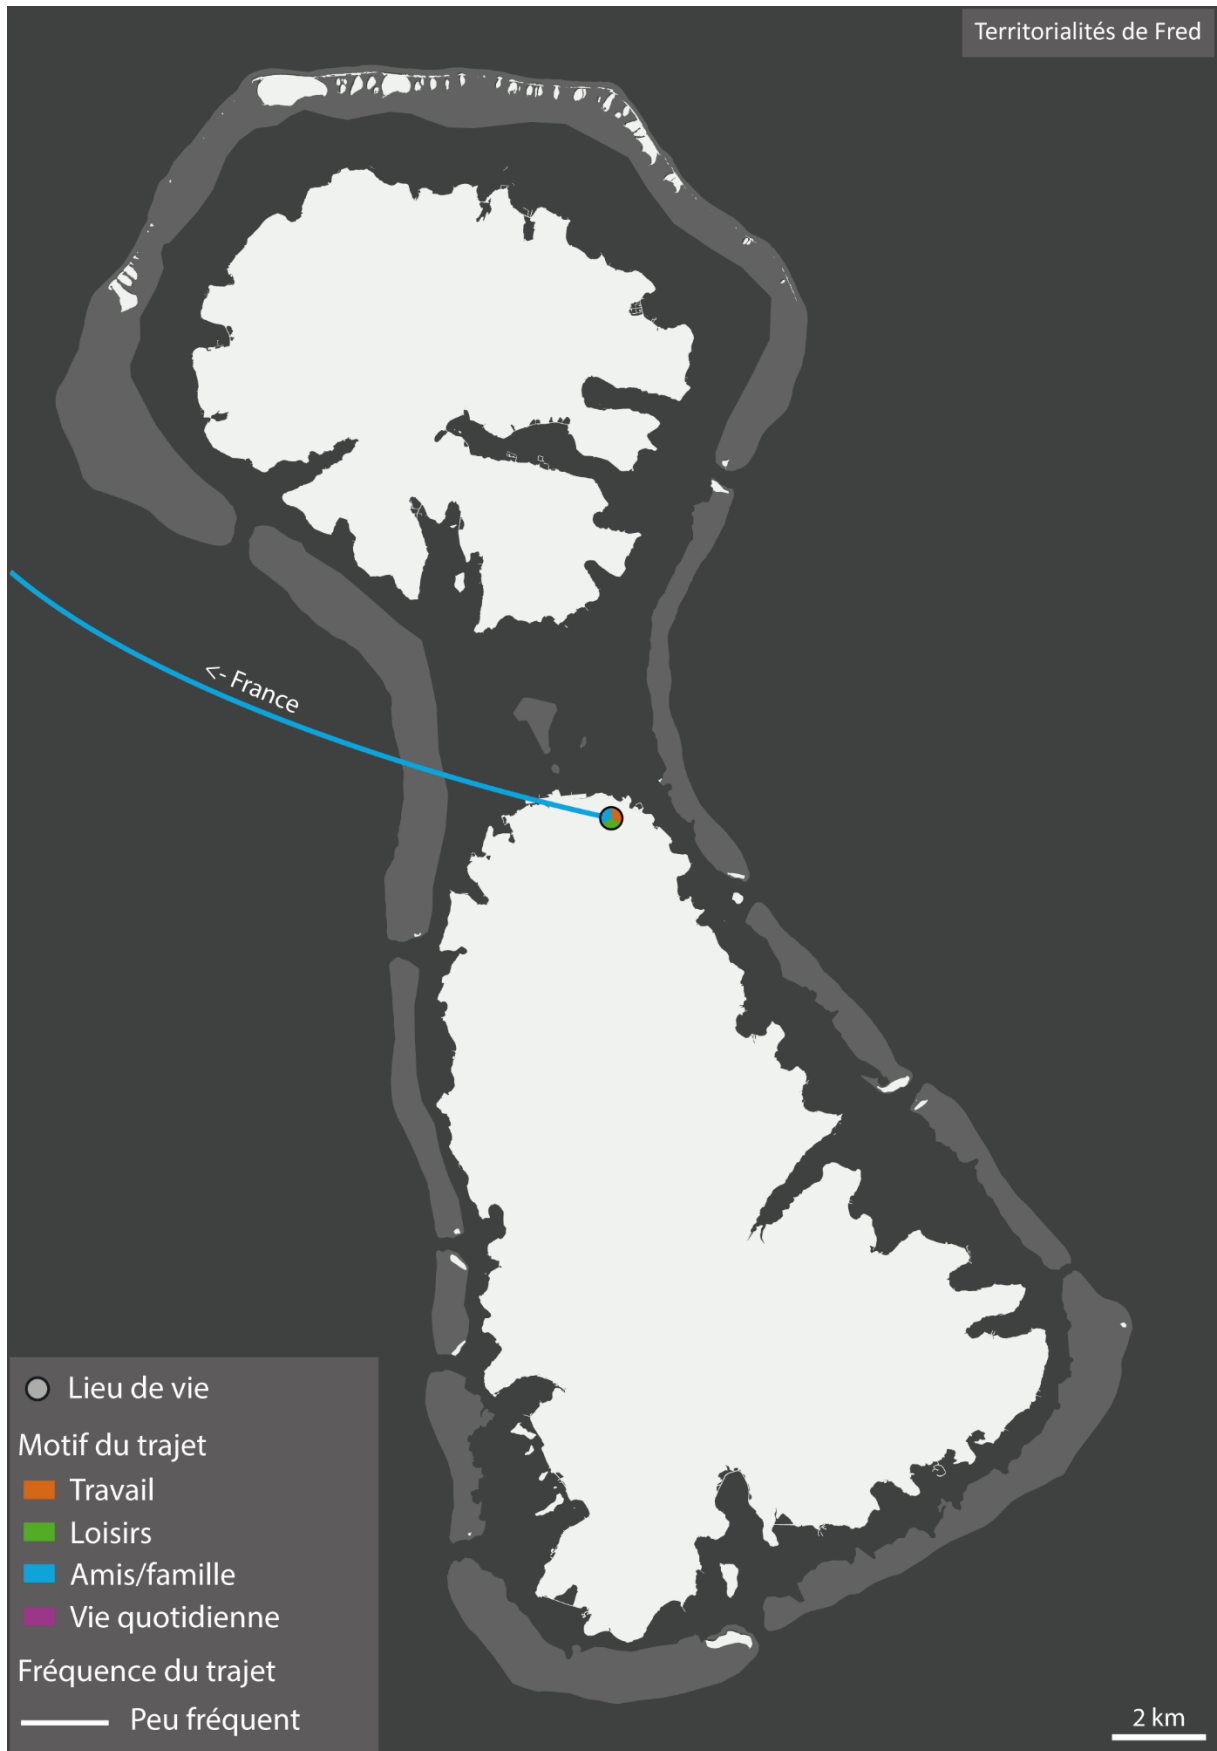 Territorialités de Fred
<- France
Lieu de vie
Motif du trajet
Travail
Loisirs
Amis/famille
Vie quotidienne
Fréquence du trajet
Peu fréquent
2 km